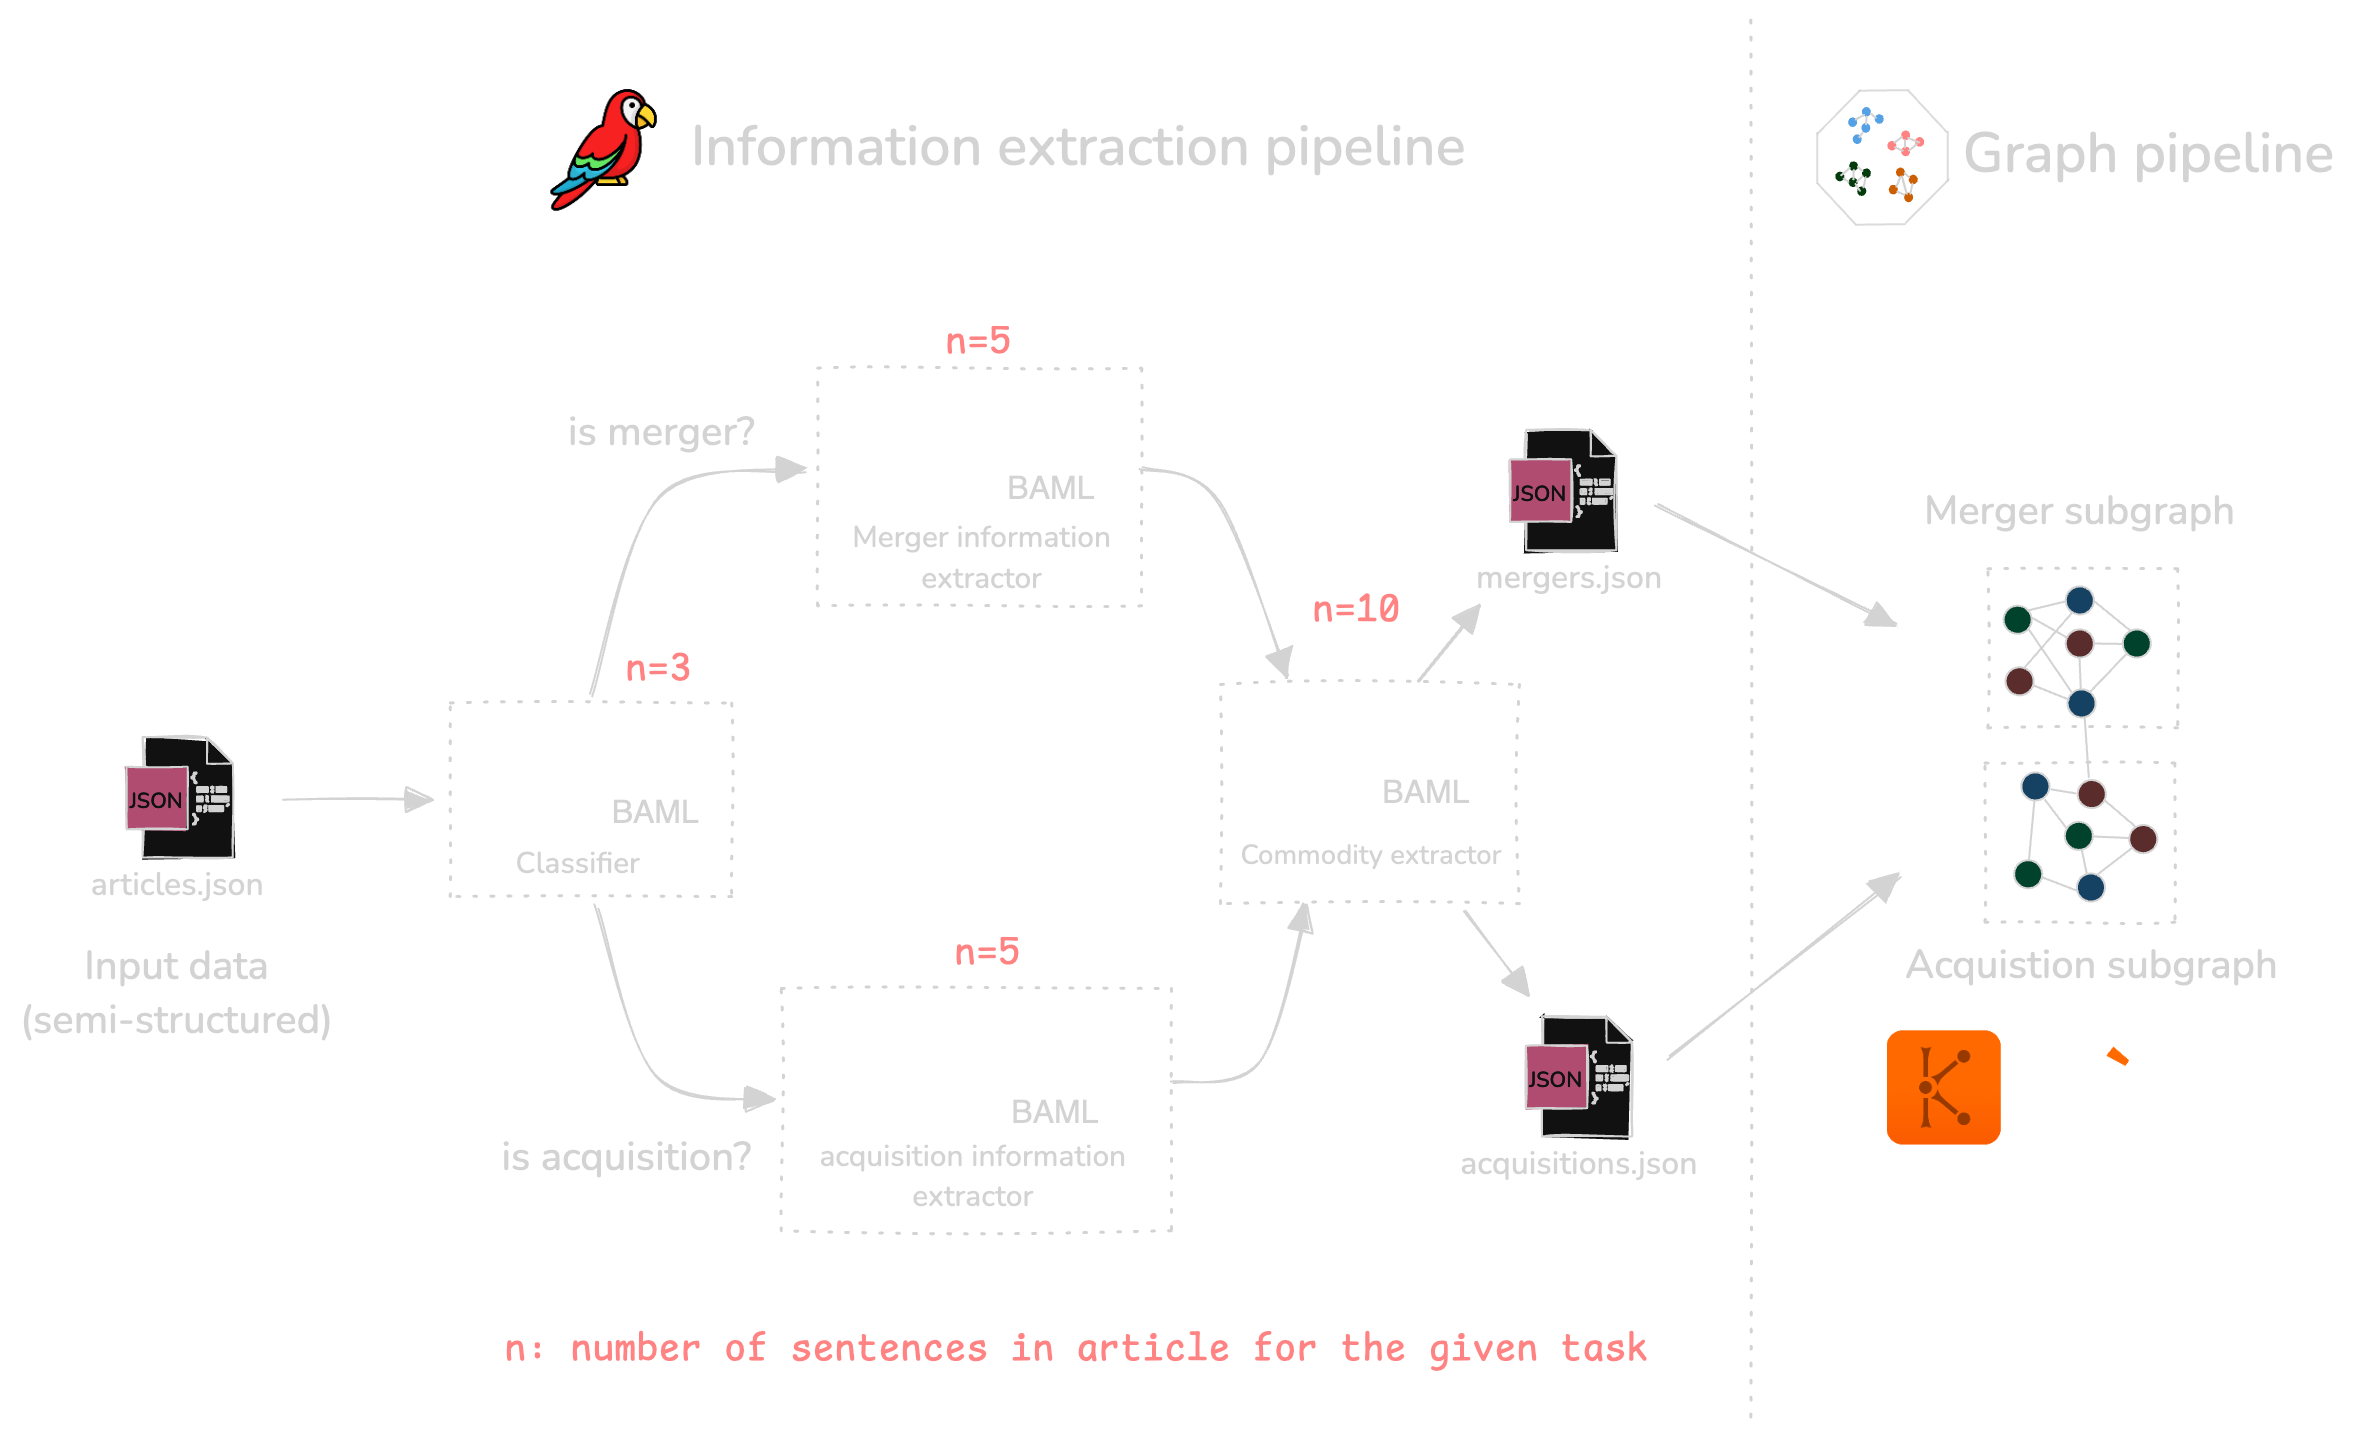 Information extraction pipeline
Graph pipeline
n=5
is merger?
BAML
Merger information
extractor
n=3
BAML
Classifier
JSON
articles.json
Input data
(semi-structured)
n=5
is acquisition?
BAML
acquisition information
extractor
n=10
BAML
Commodity extractor
JSON
mergers.json
JSON
acquisitions.json
Merger subgraph
Acquistion subgraph
n: number of sentences in article for the given task